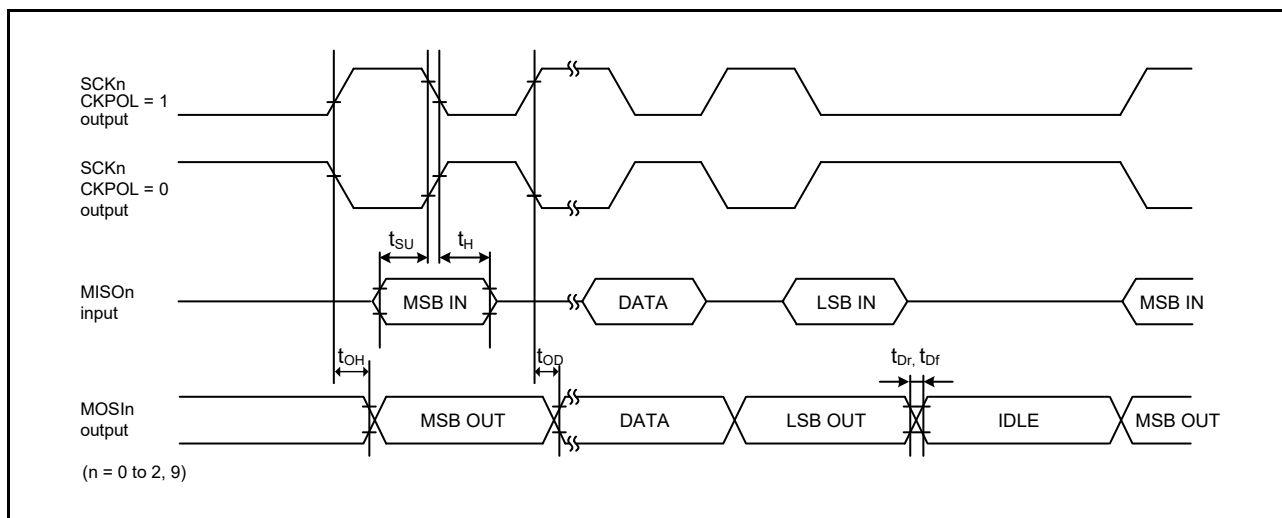 SCKn
CKPOL = 1
output
SCKn
CKPOL = 0
output
tSU
tH
MISOn
input
MSB IN
DATA
LSB IN
MSB IN
tOH
tOD
tDr, tDf
MOSIn
output
MSB OUT
DATA
LSB OUT
IDLE
MSB OUT
(n = 0 to 2, 9)